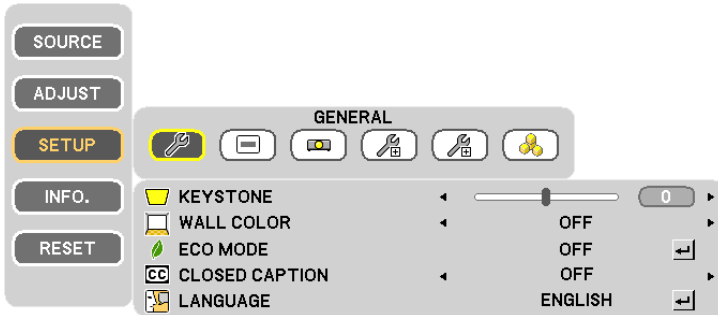 SOURCE
ADJUST
SETUP
INFO.
RESET
GENERAL
KEYSTONE 0
WALL COLOR OFF
ECO MODE OFF
CC CLOSED CAPTION OFF
LANGUAGE ENGLISH